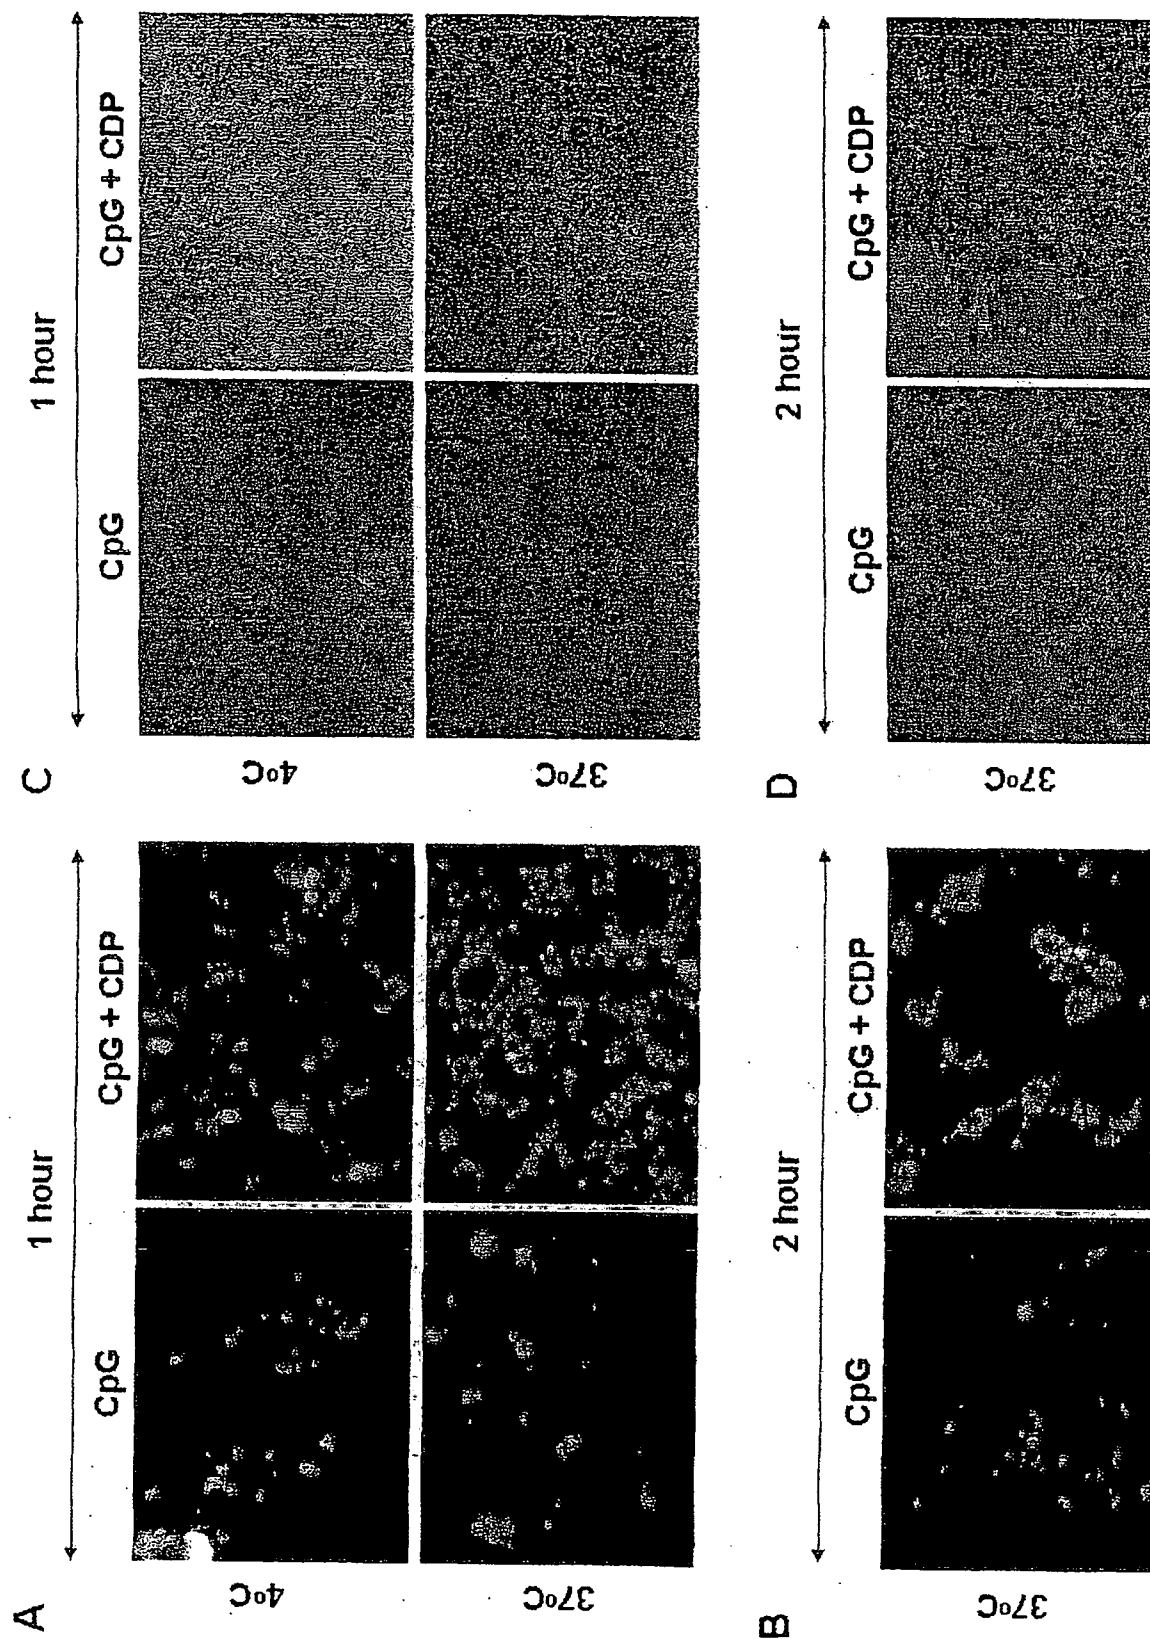 A
1 hour
CpG
CpG + CDP
4ºC
37ºC
B
2 hour
CpG
CpG + CDP
37ºC
C
1 hour
CpG
CpG + CDP
4ºC
37ºC
D
2 hour
CpG
CpG + CDP
37ºC